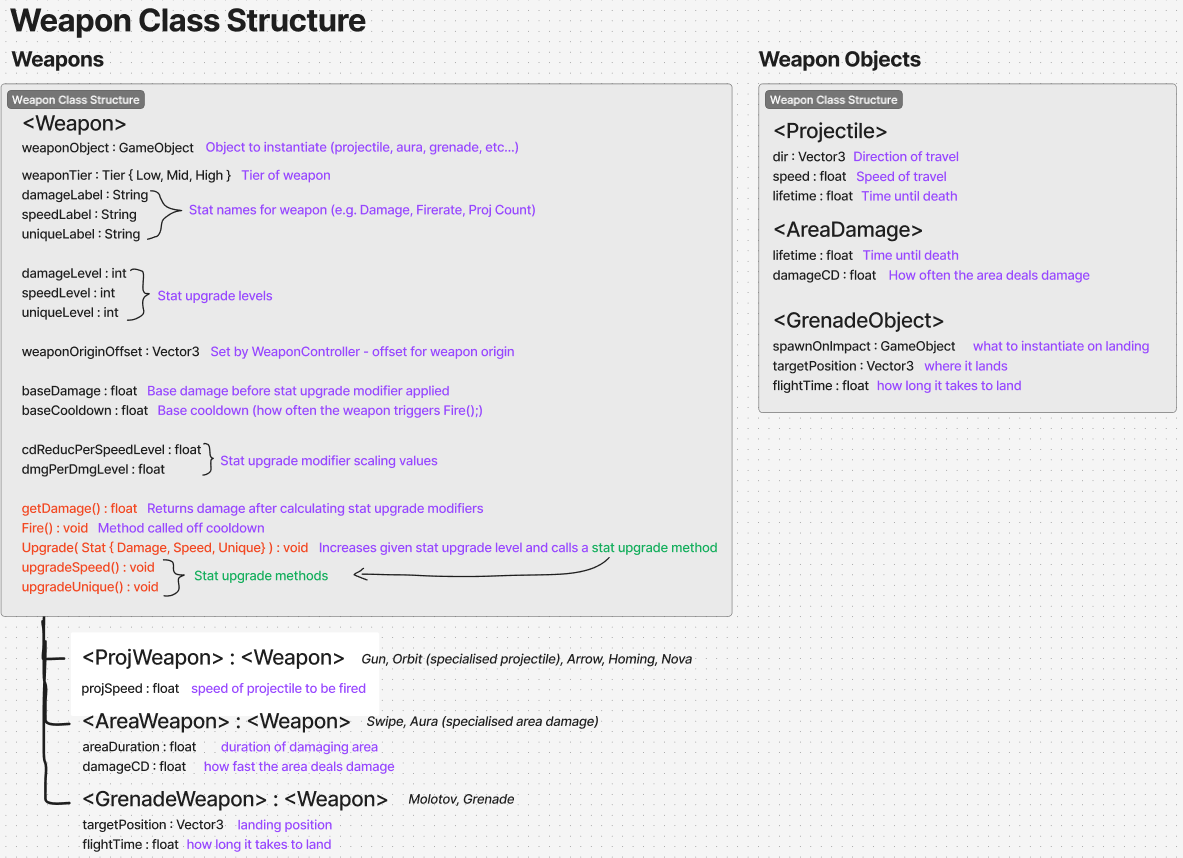 Weapon Class Structure
Weapons
Weapon Class Structure
<Weapon>
weaponObject : GameObject Object to instantiate (projectile, aura, grenade, etc...)
weaponTier : Tier { Low, Mid, High } Tier of weapon
damageLabel : String
speedLabel : String
uniqueLabel : String
Stat names for weapon (e.g. Damage, Firerate, Proj Count)
damageLevel : int
speedLevel : int
uniqueLevel : int
Stat upgrade levels
weaponOriginOffset : Vector3 Set by WeaponController - offset for weapon origin
baseDamage : float Base damage before stat upgrade modifier applied
baseCooldown : float Base cooldown (how often the weapon triggers Fire();)
cdReducPerSpeedLevel : float
dmgPerDmgLevel : float
Stat upgrade modifier scaling values
getDamage() : float Returns damage after calculating stat upgrade modifiers
Fire() : void Method called off cooldown
Upgrade( Stat { Damage, Speed, Unique} ) : void Increases given stat upgrade level and calls a stat upgrade method
upgradeSpeed() : void
upgradeUnique() : void
Stat upgrade methods
<ProjWeapon> : <Weapon> Gun, Orbit (specialised projectile), Arrow, Homing, Nova
projSpeed : float speed of projectile to be fired
<AreaWeapon> : <Weapon> Swipe, Aura (specialised area damage)
areaDuration : float duration of damaging area
damageCD : float how fast the area deals damage
<GrenadeWeapon> : <Weapon> Molotov, Grenade
targetPosition : Vector3 landing position
flightTime : float how long it takes to land
Weapon Objects
Weapon Class Structure
<Projectile>
dir : Vector3 Direction of travel
speed : float Speed of travel
lifetime : float Time until death
<AreaDamage>
lifetime : float Time until death
damageCD : float How often the area deals damage
<GrenadeObject>
spawnOnImpact : GameObject what to instantiate on landing
targetPosition : Vector3 where it lands
flightTime : float how long it takes to land